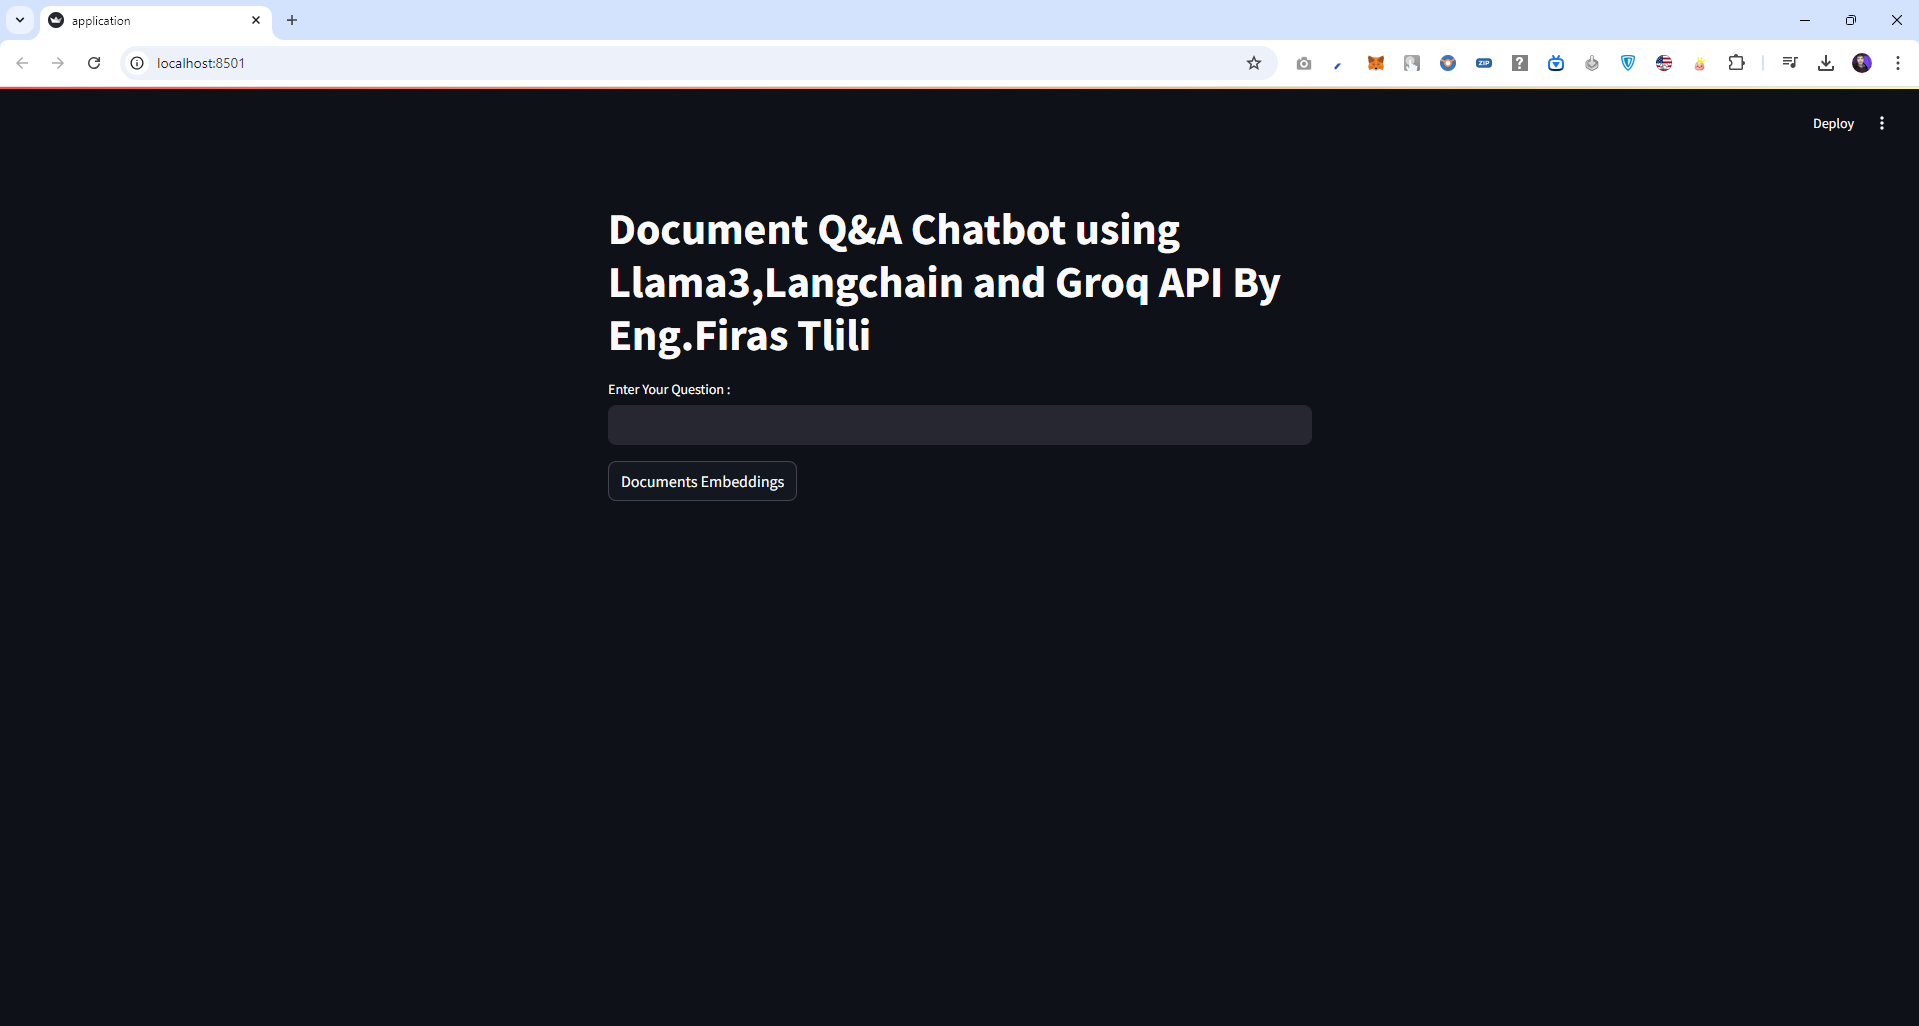 application
localhost:8501
ZIP
?
Deploy
Document Q&A Chatbot using
Llama3,Langchain and Groq API By
Eng.Firas Tlili
Enter Your Question :
Documents Embeddings